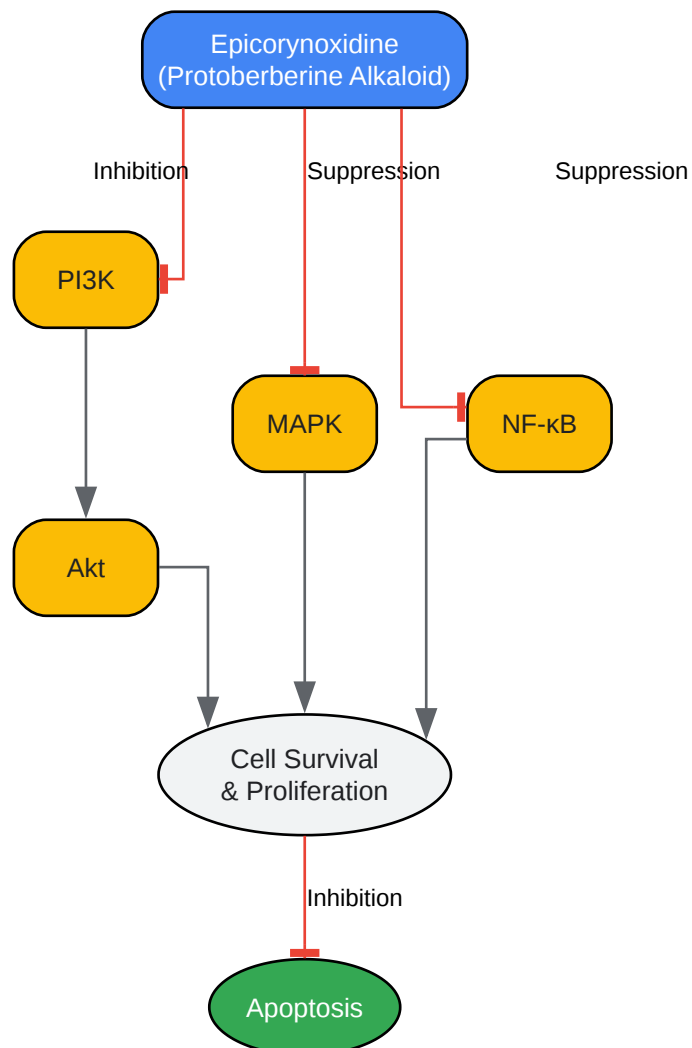 Epicorynoxidine
(Protoberberine Alkaloid)
Inhibition
Suppression
Suppression
PI3K
MAPK
NF-κB
Akt
Cell Survival
& Proliferation
Inhibition
Apoptosis